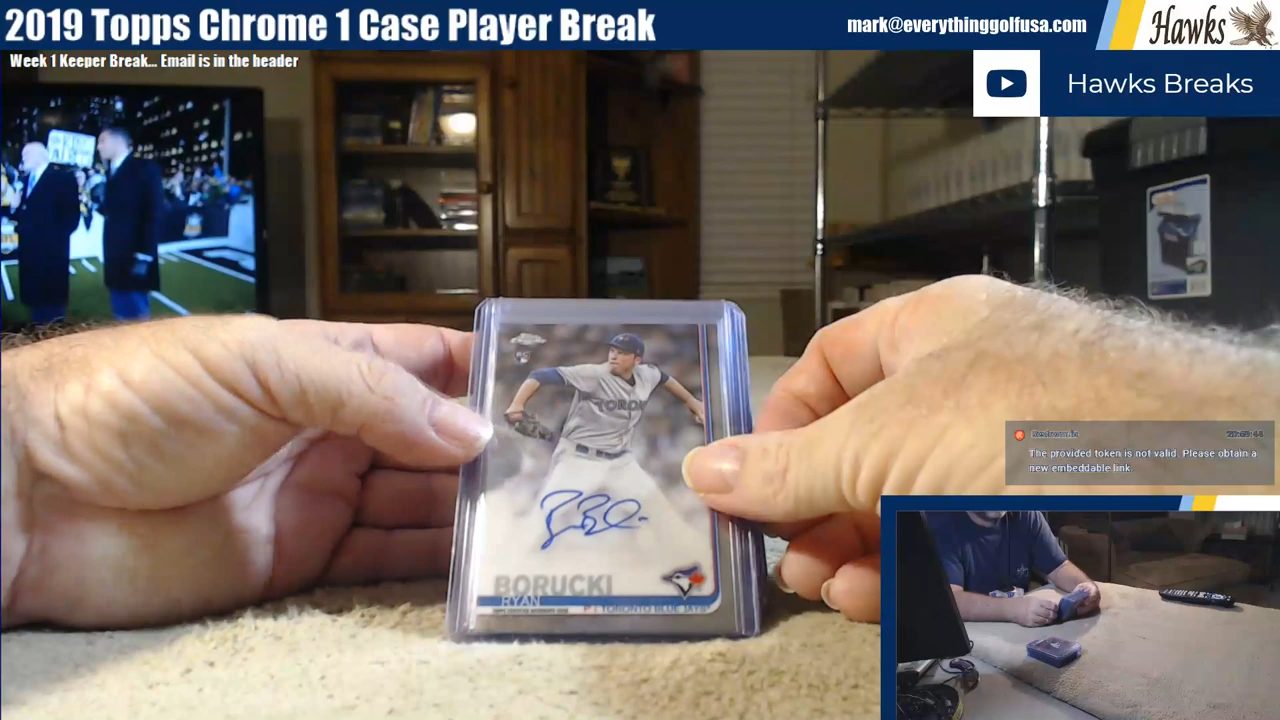 2019 Topps Chrome 1 Case Player Break
mark@everythinggolfusa.com
Hawks
Week 1 Keeper Break... Email is in the header
Hawks Breaks
TORON
BORUCKI
RYAN
P | TORONTO BLUE JAYS
The provided token is not valid. Please obtain a
new embeddable link.